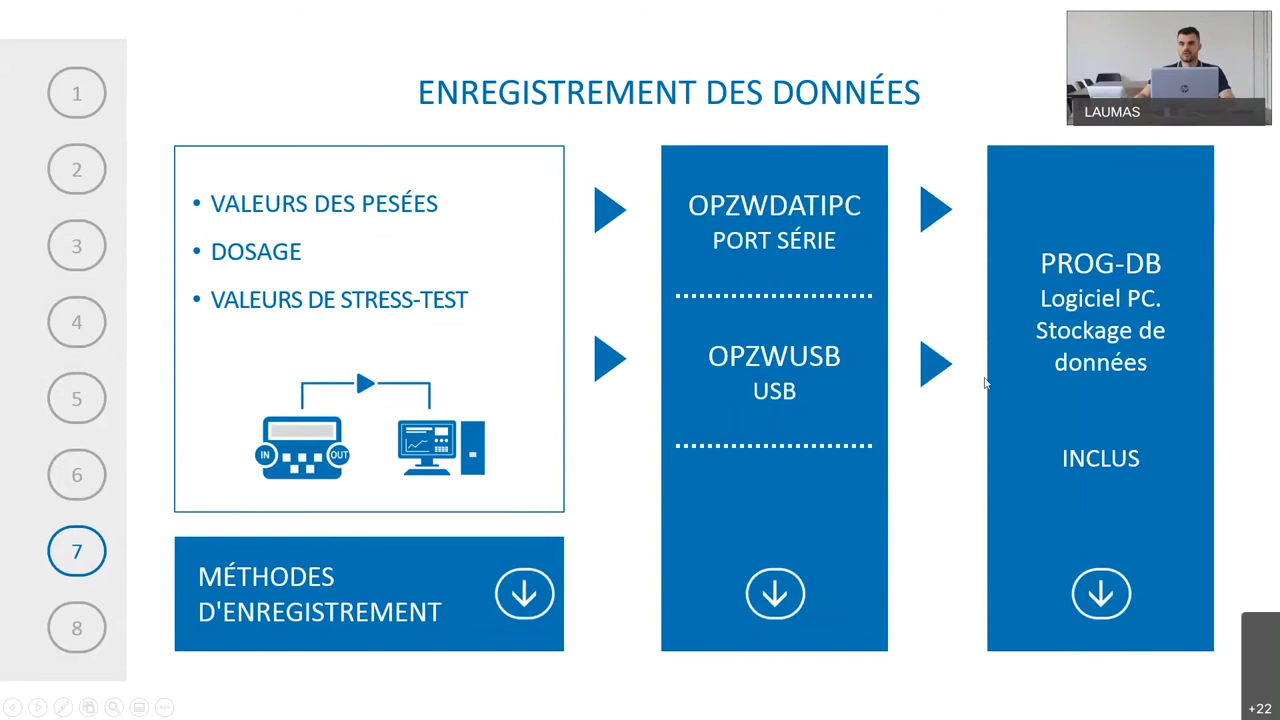 ENREGISTREMENT DES DONNÉES
LAUMAS
1
2
3
4
5
6
7
8
• VALEURS DES PESÉES
• DOSAGE
• VALEURS DE STRESS-TEST
IN
OUT
MÉTHODES
D'ENREGISTREMENT
OPZWDATIPC
PORT SÉRIE
OPZWUSB
USB
PROG-DB
Logiciel PC.
Stockage de
données
INCLUS
+22